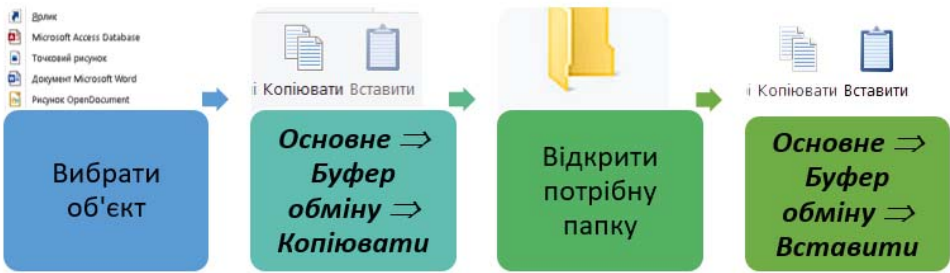 Ярлик
Microsoft Access Database
Точковий рисунок
Документ Microsoft Word
Рисунок OpenDocument
і Копіювати Вставити
і Копіювати Вставити
Вибрати
об'єкт
Основне ⇒
Буфер
обміну ⇒
Копіювати
Відкрити
потрібну
папку
Основне ⇒
Буфер
обміну ⇒
Вставити